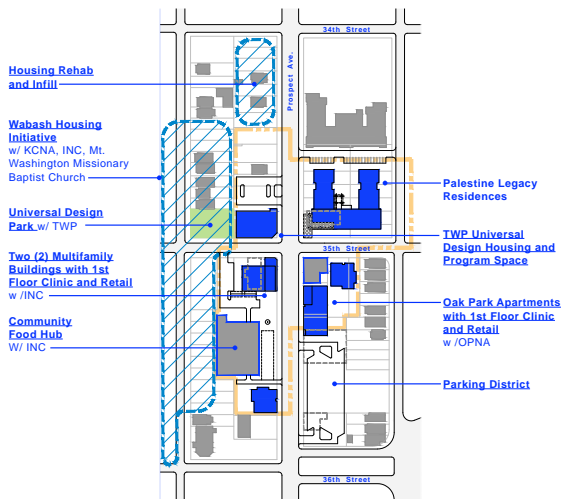 34th Street
Prospect Ave.
Housing Rehab
and Infill
Wabash Housing
Initiative
w/ KCNA, INC, Mt.
Washington Missionary
Baptist Church
Universal Design
Park w/ TWP
Two (2) Multifamily
Buildings with 1st
Floor Clinic and Retail
w /INC
Community
Food Hub
W/ INC
Palestine Legacy
Residences
TWP Universal
Design Housing and
Program Space
35th Street
Oak Park Apartments
with 1st Floor Clinic
and Retail
w /OPNA
Parking District
36th Street